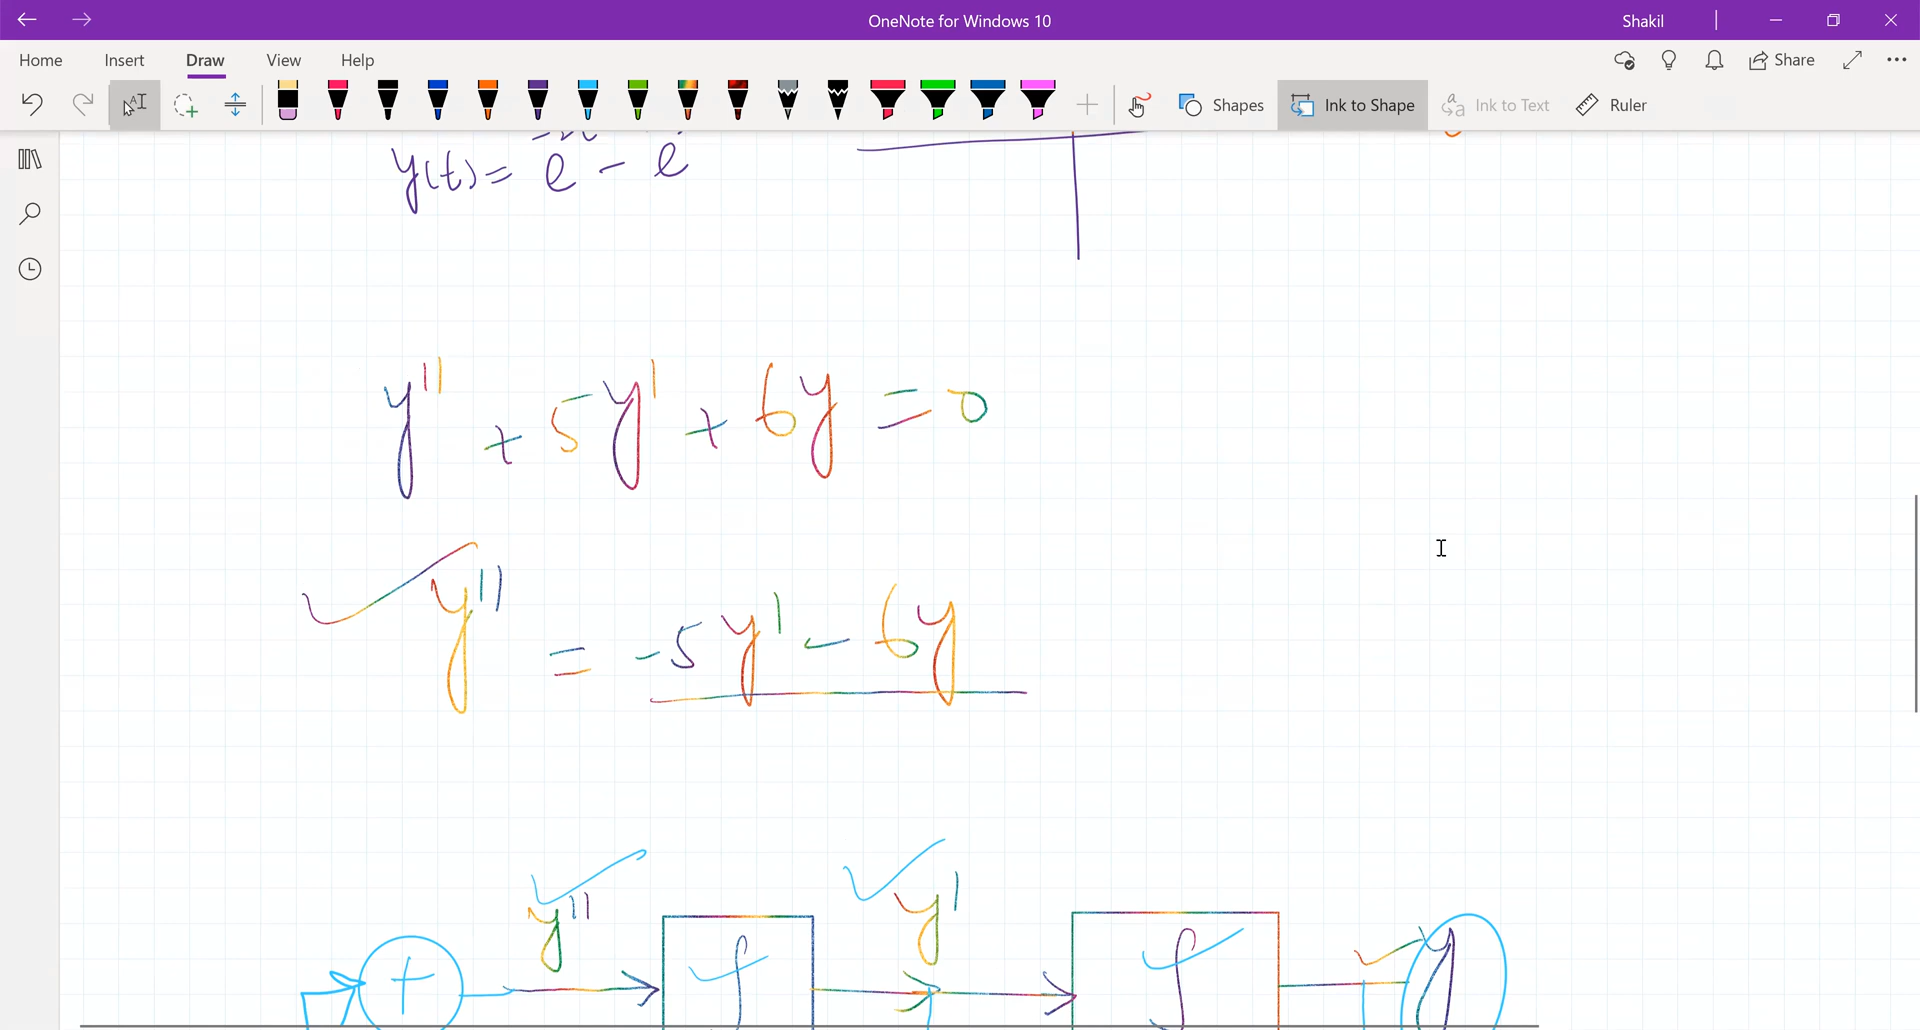 OneNote for Windows 10
Shakil
Home Insert Draw View Help
Share
Shapes Ink to Shape Ink to Text Ruler
y(t) = e - e
y'' + 5y' + 6y = 0
y'' = -5y' - 6y
y'' y'
+ ∫ ∫ y